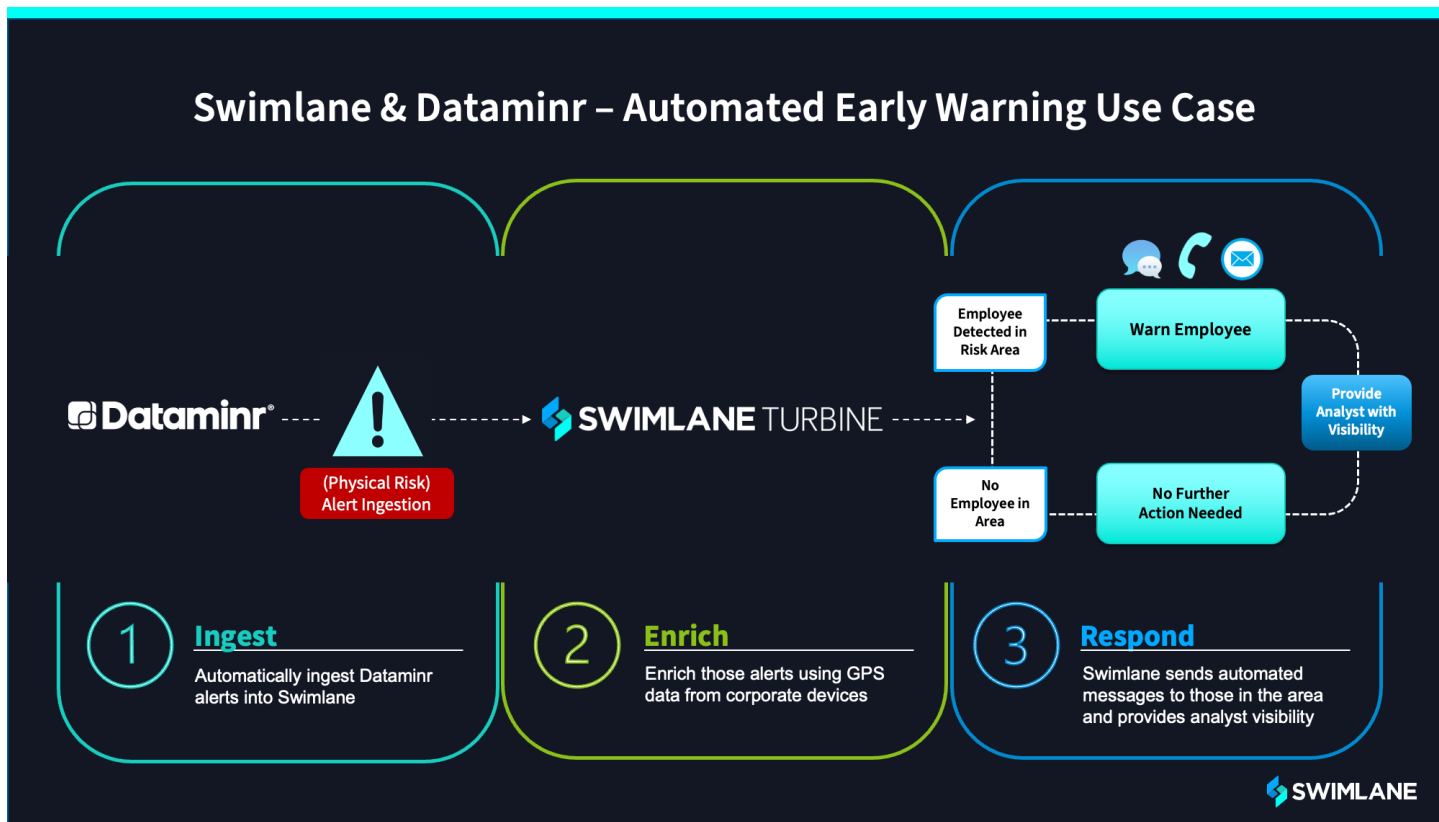 Swimlane & Dataminr – Automated Early Warning Use Case
Dataminr®
(Physical Risk)
Alert Ingestion
SWIMLANE TURBINE
Employee
Detected in
Risk Area
Warn Employee
Provide
Analyst with
Visibility
No
Employee in
Area
No Further
Action Needed
1
Ingest
Automatically ingest Dataminr
alerts into Swimlane
2
Enrich
Enrich those alerts using GPS
data from corporate devices
3
Respond
Swimlane sends automated
messages to those in the area
and provides analyst visibility
SWIMLANE